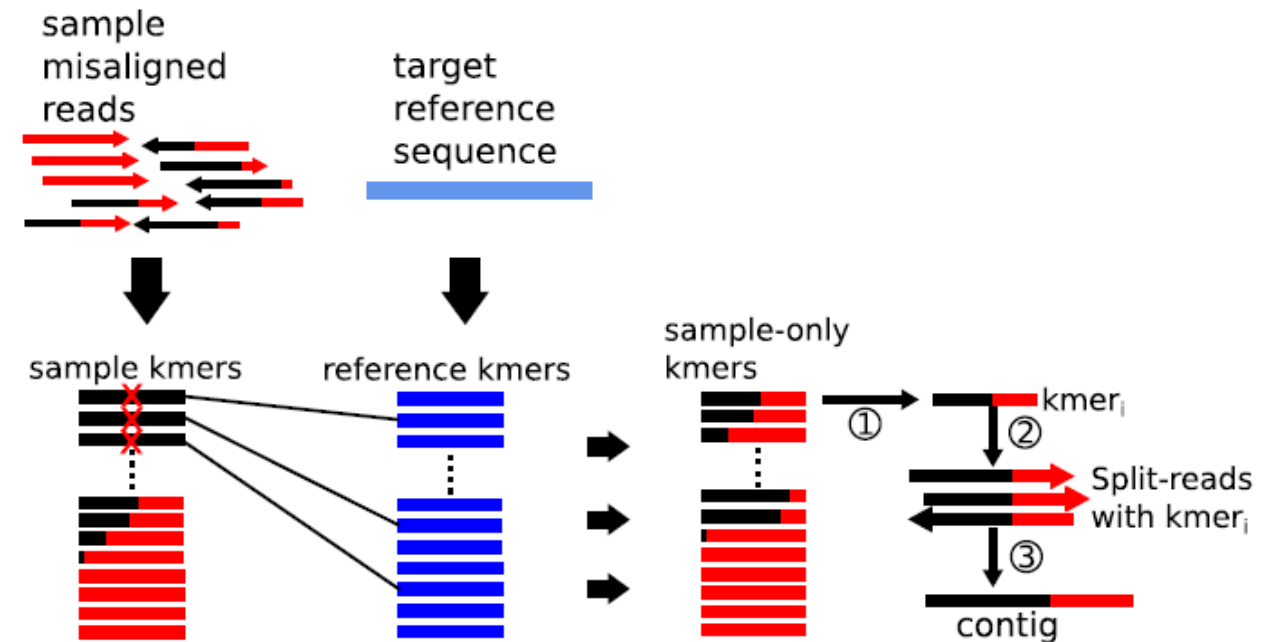 sample
misaligned
reads
target
reference
sequence
sample kmers
reference kmers
sample-only
kmers
①
kmerᵢ
②
Split-reads
with kmerᵢ
③
contig